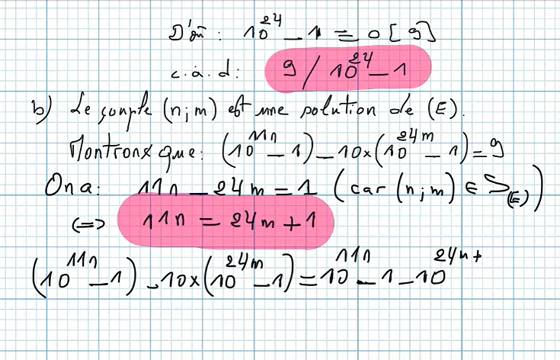 D'où : 10^24 - 1 ≡ 0 [9]
c.à.d : 9 / 10^24 - 1
b) Le couple (n;m) est une solution de (E).
Montronx que : (10^11n - 1) - 10×(10^24m - 1) = 9
On a : 11n - 24m = 1 (car (n;m) ∈ S(E))
<=> 11n = 24m + 1
(10^11n - 1) - 10×(10^24m - 1) = 10^11n - 1 - 10^24m+